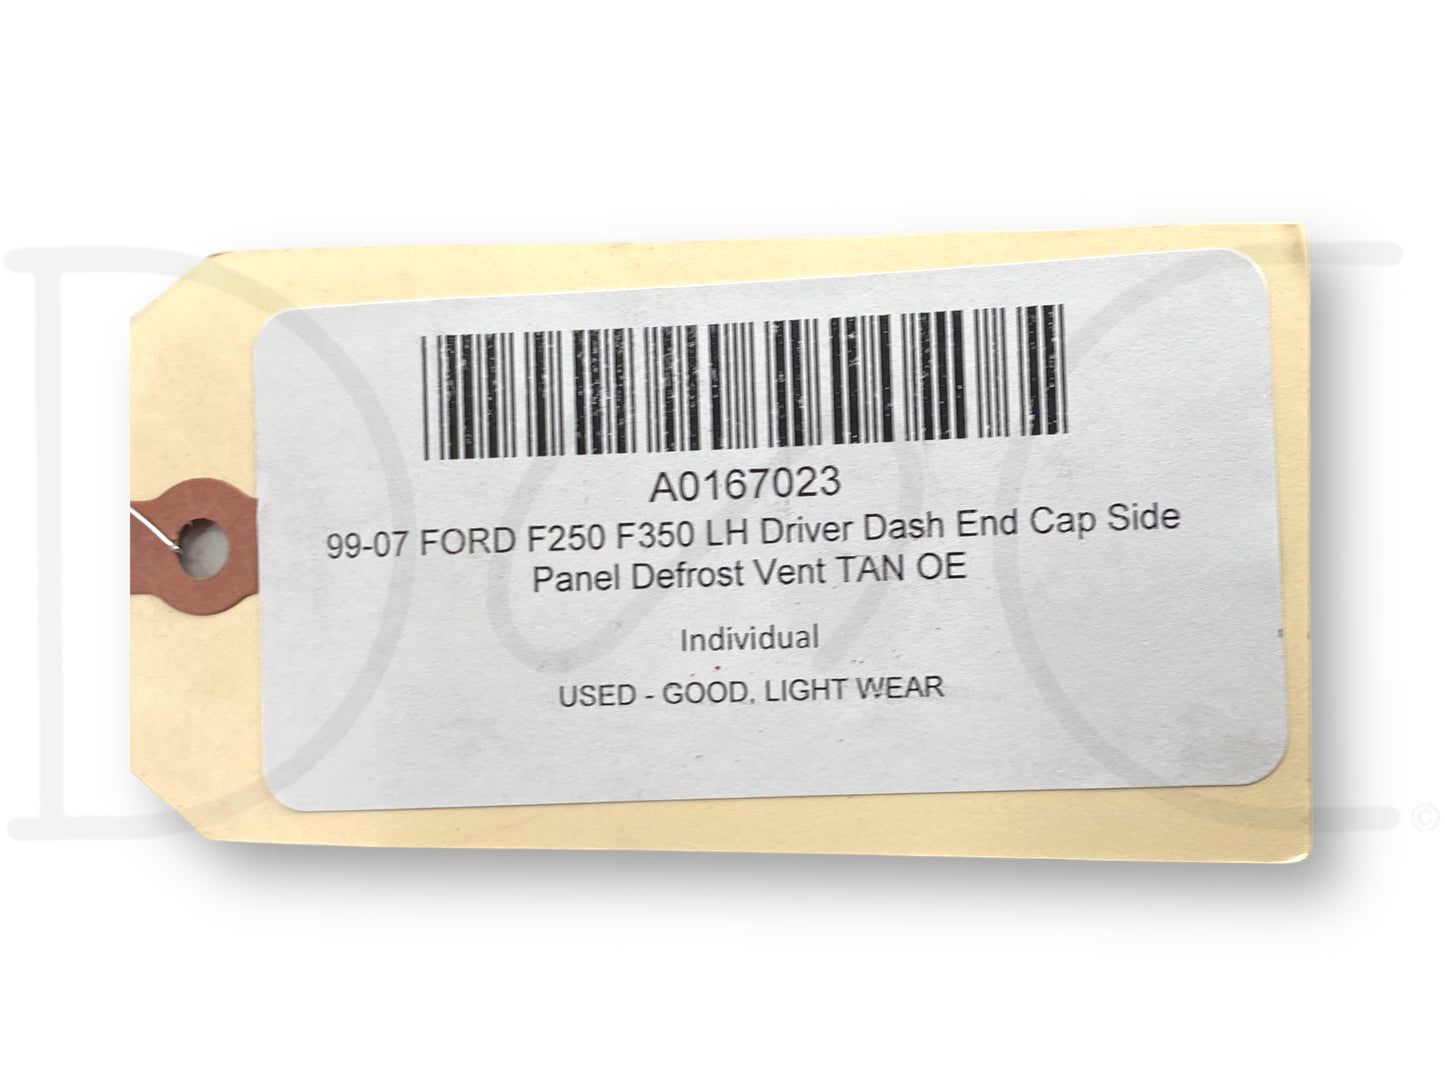 A0167023
99-07 FORD F250 F350 LH Driver Dash End Cap Side
Panel Defrost Vent TAN OE
Individual
USED - GOOD, LIGHT WEAR
©